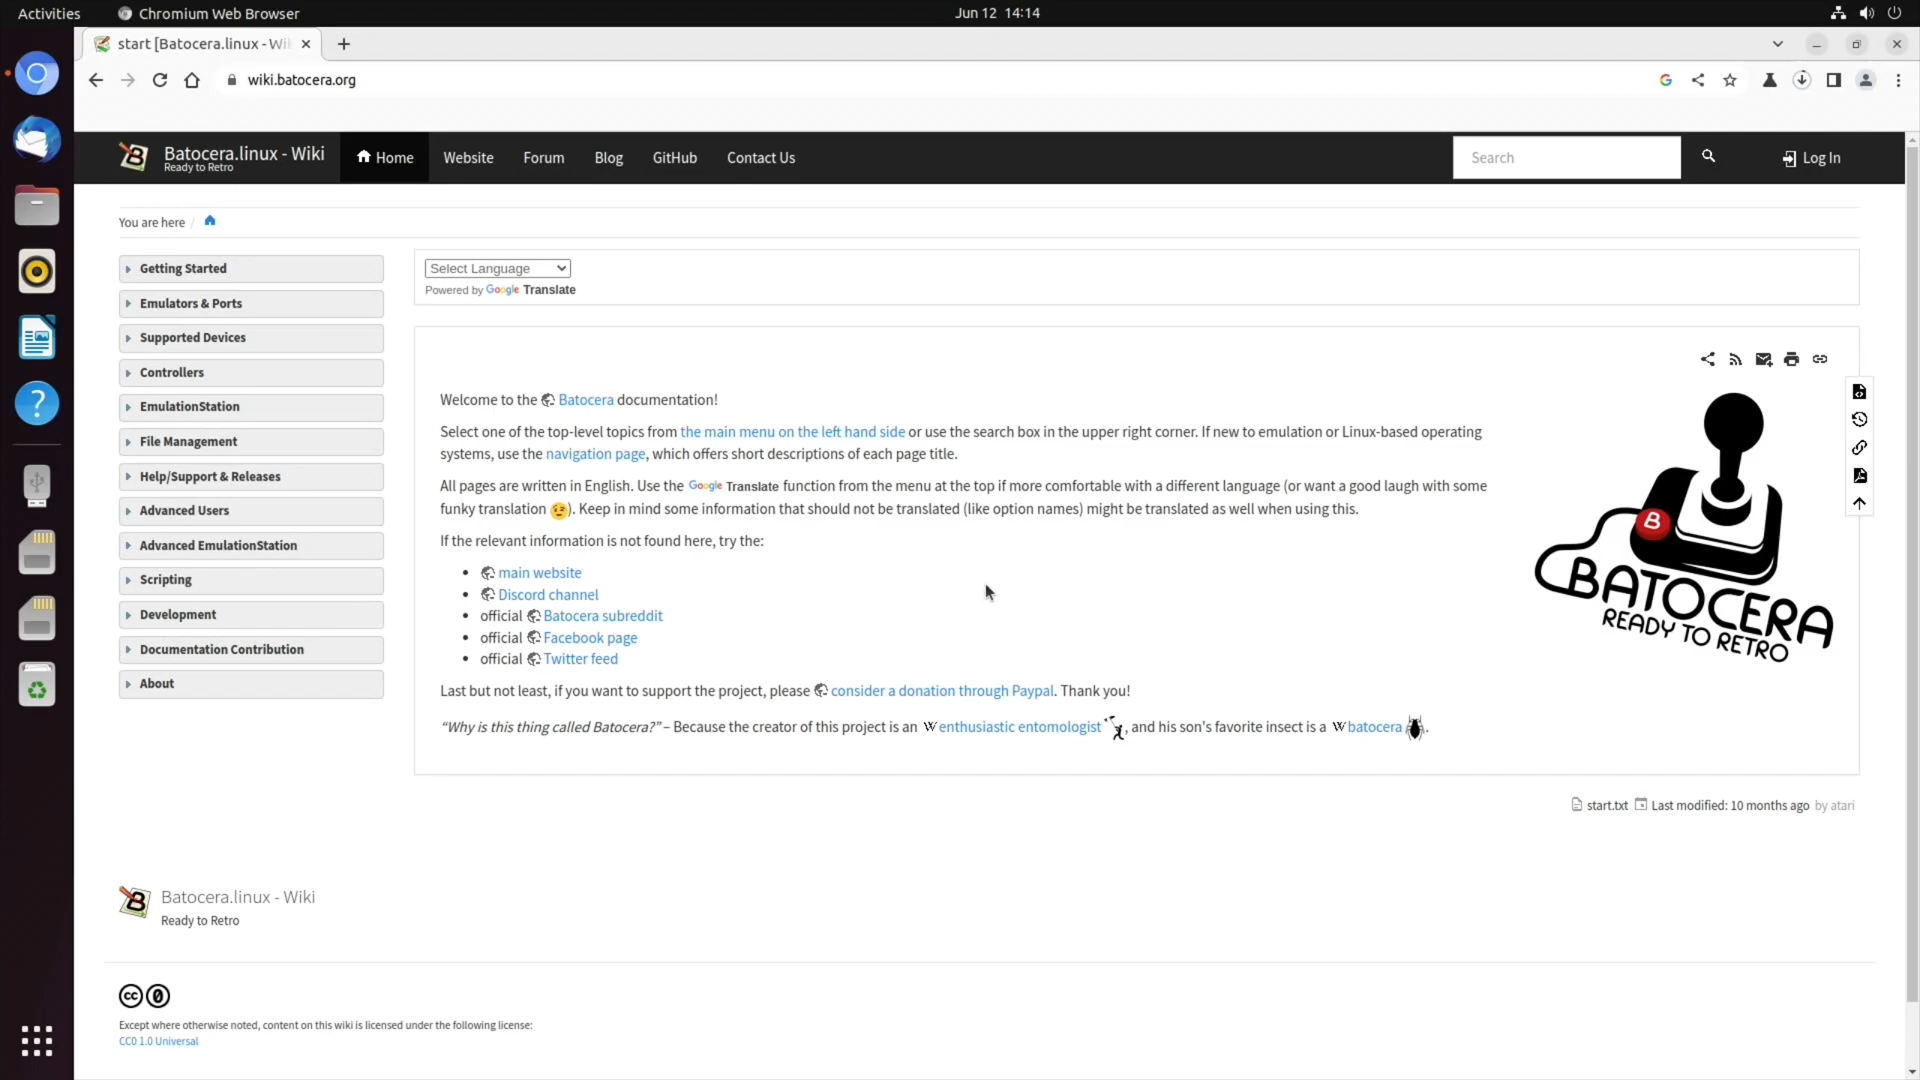 Activities
Chromium Web Browser
Jun 12 14:14
start [Batocera.linux - Wi
wiki.batocera.org
Batocera.linux - Wiki
Ready to Retro
Home
Website
Forum
Blog
GitHub
Contact Us
Search
Log In
You are here /
Getting Started
Emulators & Ports
Supported Devices
Controllers
EmulationStation
File Management
Help/Support & Releases
Advanced Users
Advanced EmulationStation
Scripting
Development
Documentation Contribution
About
Select Language
Powered by Google Translate
Welcome to the Batocera documentation!
Select one of the top-level topics from the main menu on the left hand side or use the search box in the upper right corner. If new to emulation or Linux-based operating
systems, use the navigation page, which offers short descriptions of each page title.
All pages are written in English. Use the Google Translate function from the menu at the top if more comfortable with a different language (or want a good laugh with some
funky translation 😉). Keep in mind some information that should not be translated (like option names) might be translated as well when using this.
If the relevant information is not found here, try the:
• main website
• Discord channel
• official Batocera subreddit
• official Facebook page
• official Twitter feed
Last but not least, if you want to support the project, please consider a donation through Paypal. Thank you!
“Why is this thing called Batocera?” – Because the creator of this project is an W enthusiastic entomologist, and his son's favorite insect is a W batocera.
B
BATOCERA
READY TO RETRO
start.txt Last modified: 10 months ago by atari
Batocera.linux - Wiki
Ready to Retro
cc 0
Except where otherwise noted, content on this wiki is licensed under the following license:
CC0 1.0 Universal